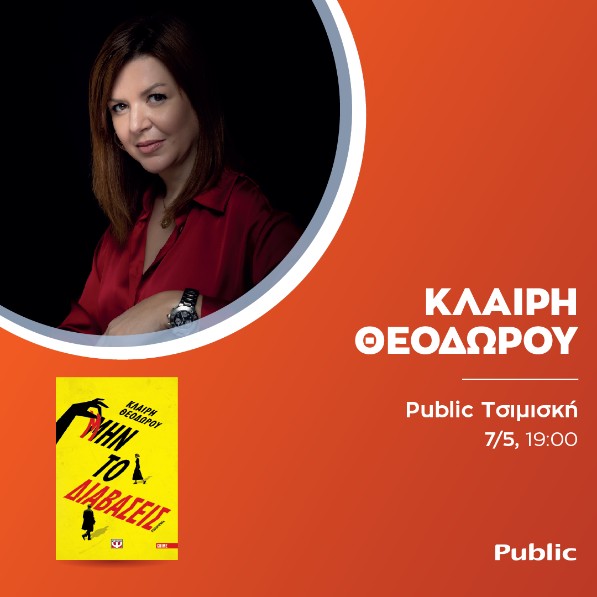 ΚΛΑΙΡΗ
ΘΕΟΔΩΡΟΥ
Public Τσιμισκή
7/5, 19:00
ΚΛΑΙΡΗ
ΘΕΟΔΩΡΟΥ
ΜΗΝ
ΤΟ
ΔΙΑΒΑΣΕΙΣ
Public